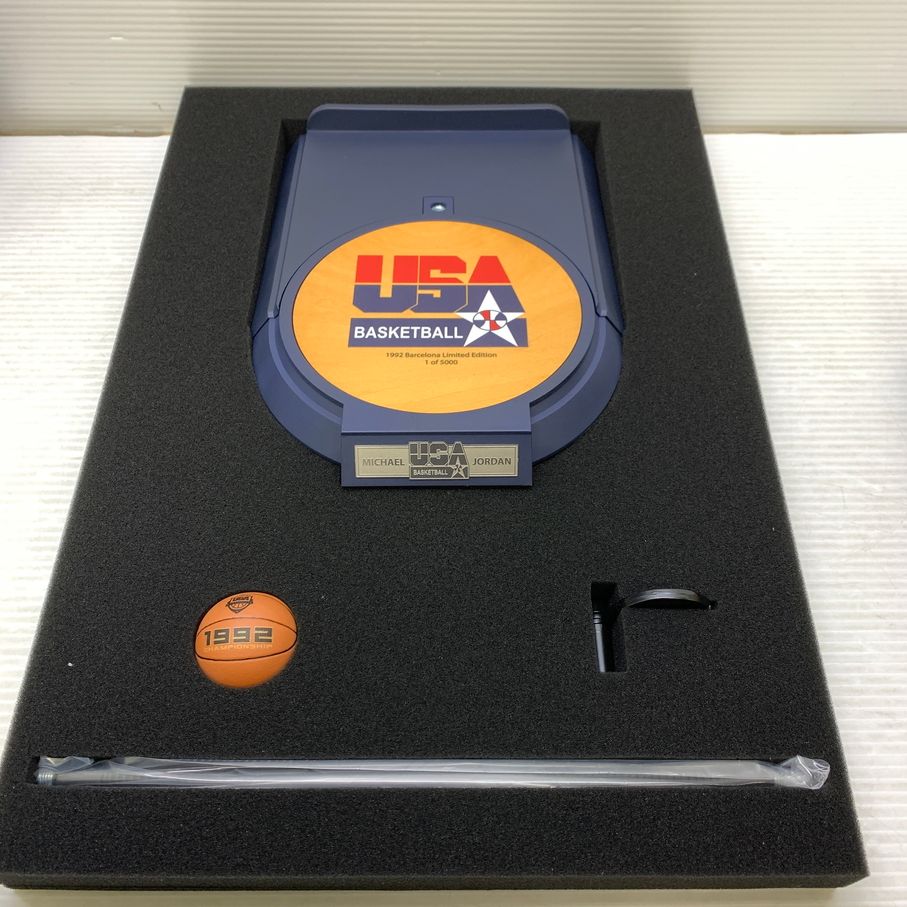 USA
BASKETBALL
1992 Barcelona Limited Edition
1 of 5000
MICHAEL USA JORDAN
BASKETBALL
1992
CHAMPIONSHIP